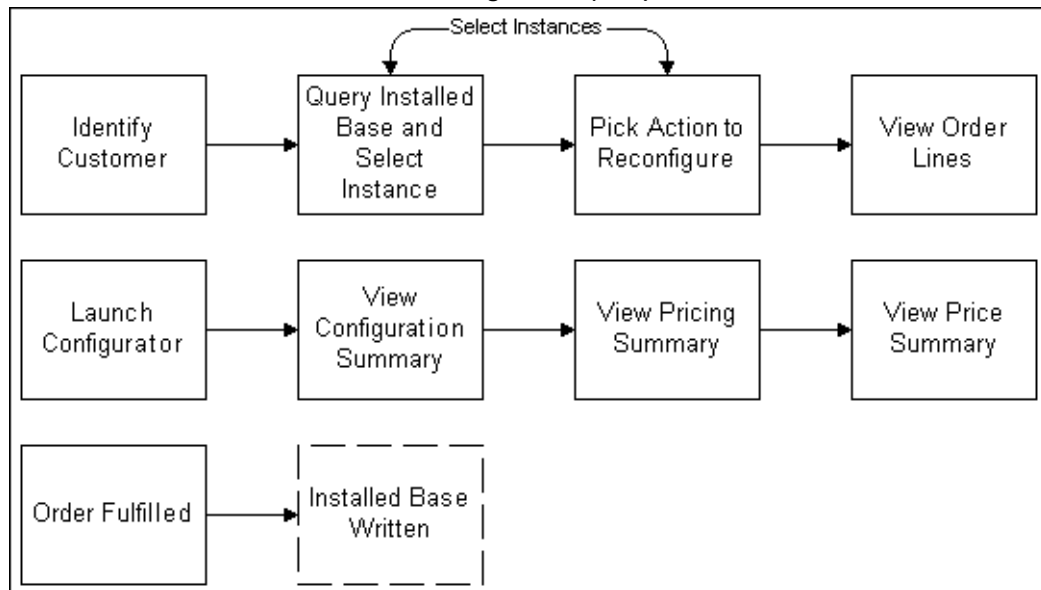 Select Instances
Identify
Customer
Query Installed
Base and
Select
Instance
Pick Action to
Reconfigure
View Order
Lines
Launch
Configurator
View
Configuration
Summary
View Pricing
Summary
View Price
Summary
Order Fulfilled
Installed Base
Written